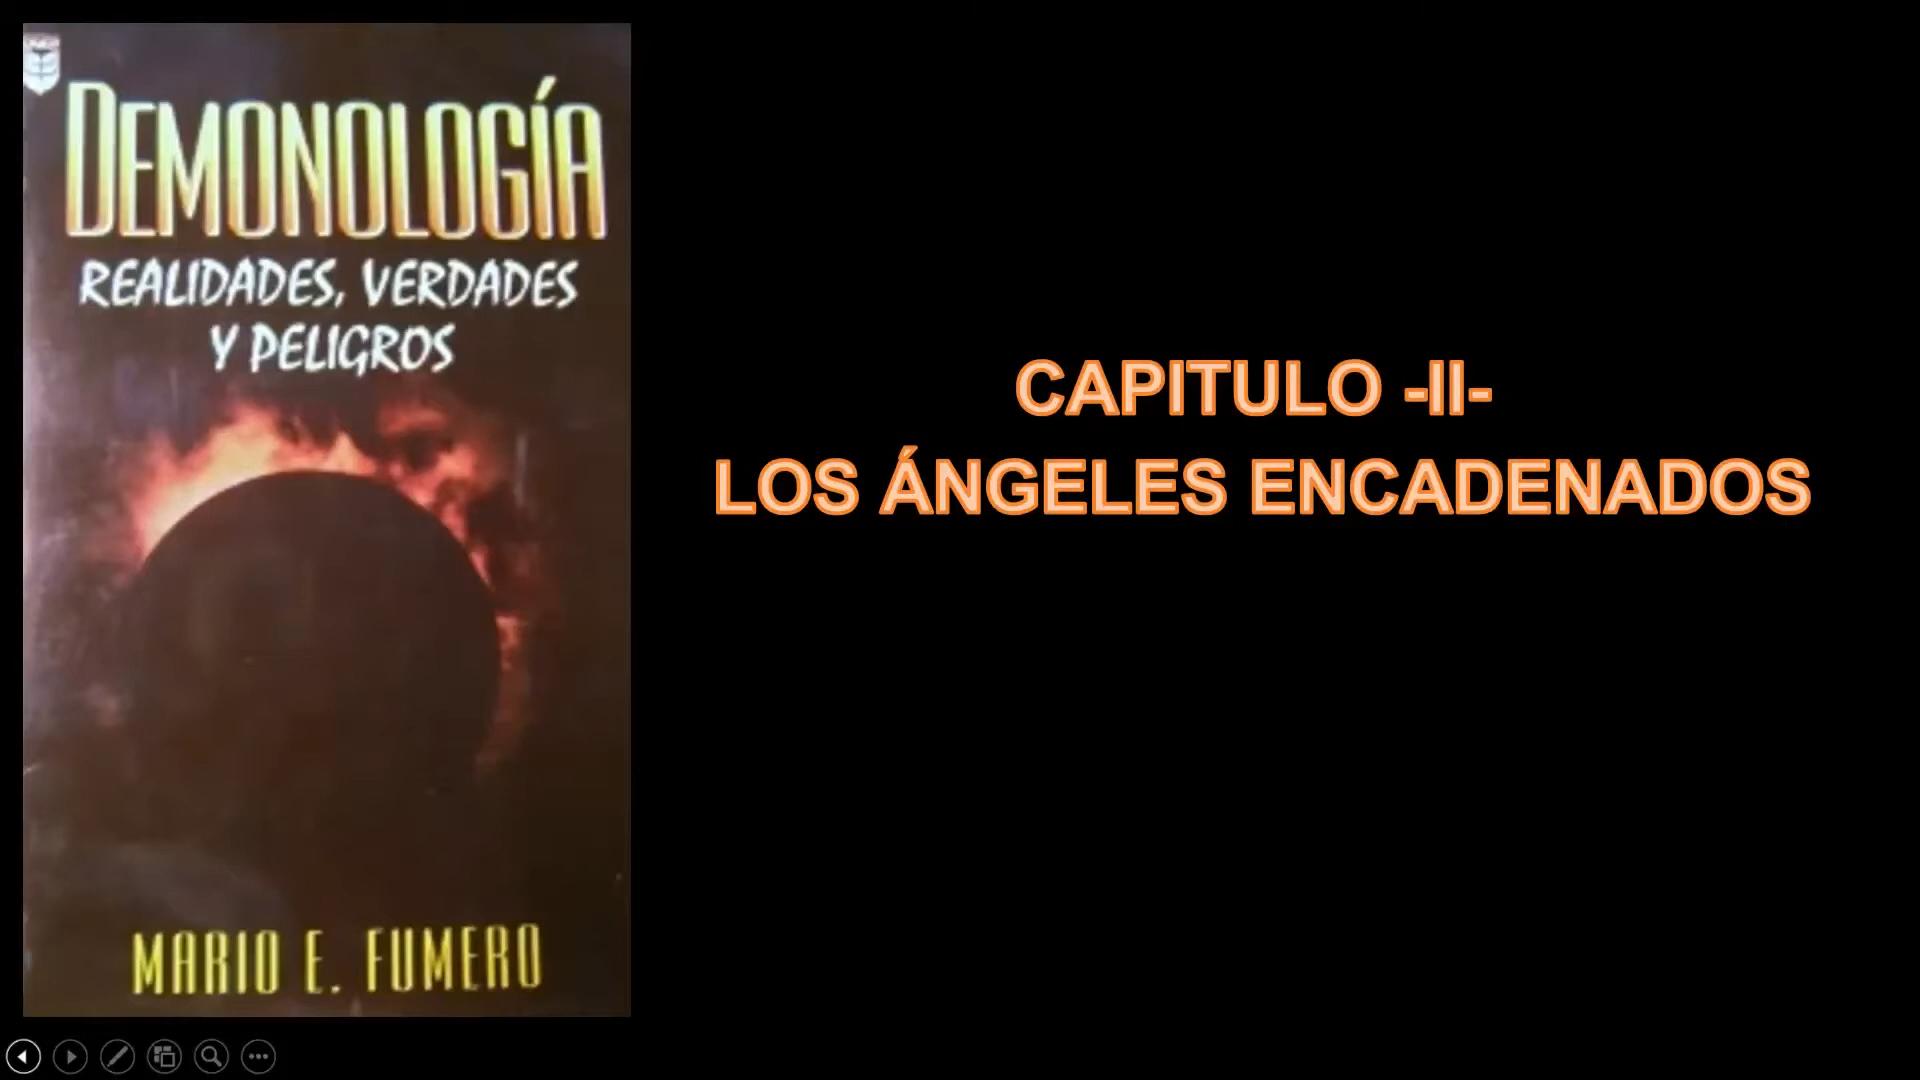 DEMONOLOGÍA
REALIDADES, VERDADES
Y PELIGROS
MARIO E. FUMERO
CAPITULO -II-
LOS ÁNGELES ENCADENADOS